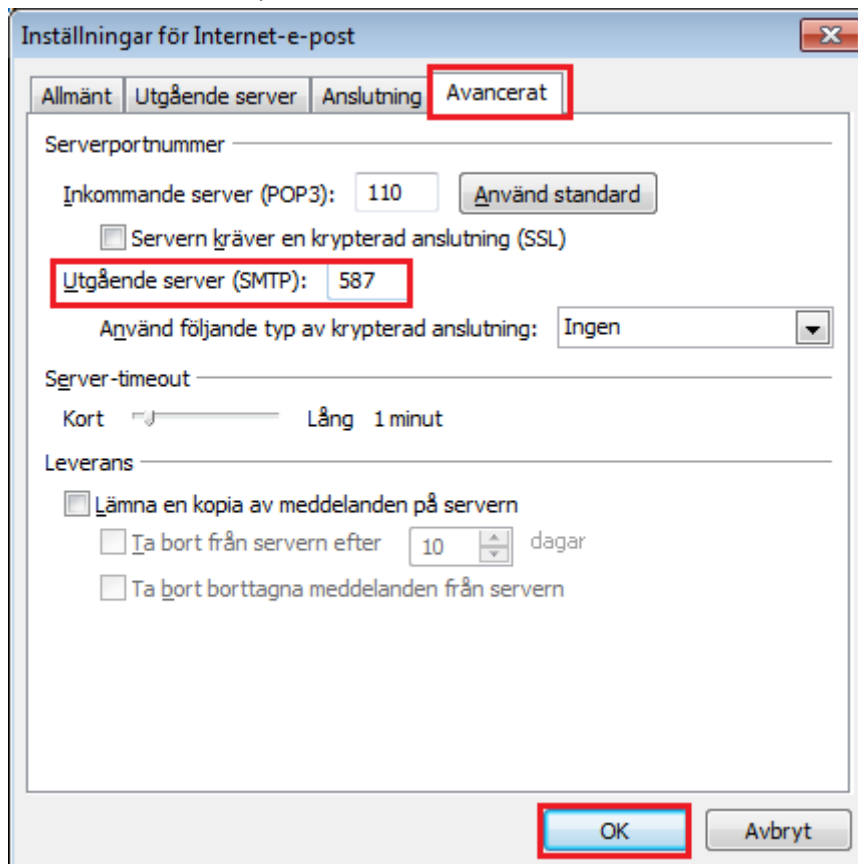 Inställningar för Internet-e-post
Allmänt Utgående server Anslutning Avancerat
Serverportnummer
Inkommande server (POP3): 110 Använd standard
Servern kräver en krypterad anslutning (SSL)
Utgående server (SMTP): 587
Använd följande typ av krypterad anslutning: Ingen
Server-timeout
Kort Lång 1 minut
Leverans
Lämna en kopia av meddelanden på servern
Ta bort från servern efter 10 dagar
Ta bort borttagna meddelanden från servern
OK Avbryt